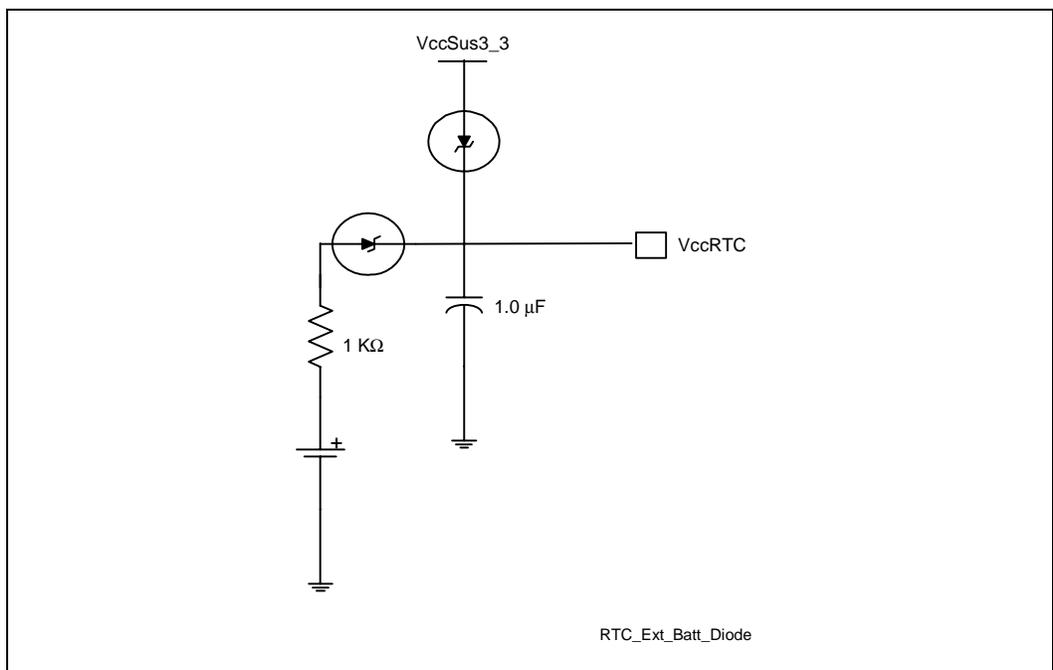 VccSus3_3
VccRTC
1.0 μF
1 KΩ
+
RTC_Ext_Batt_Diode